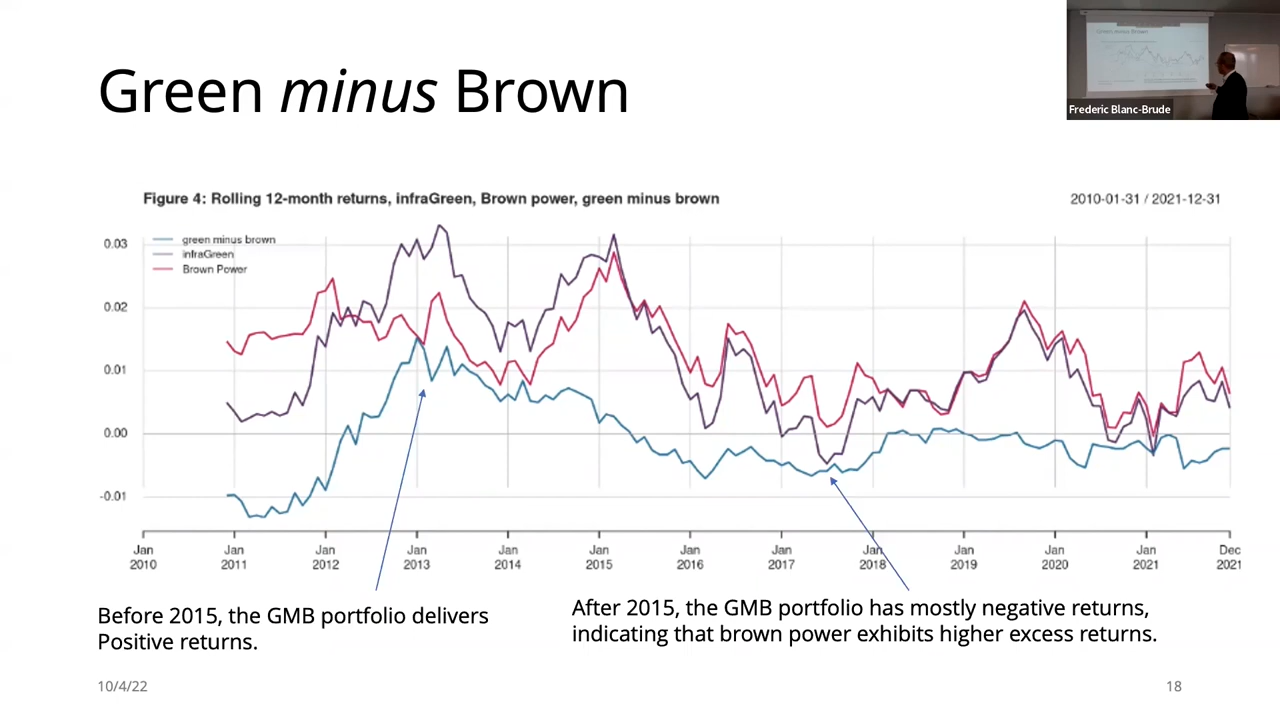 Green minus Brown
Frederic Blanc-Brude
Figure 4: Rolling 12-month returns, infraGreen, Brown power, green minus brown
2010-01-31 / 2021-12-31
green minus brown
infraGreen
Brown Power
0.03
0.02
0.01
0.00
-0.01
Jan 2010
Jan 2011
Jan 2012
Jan 2013
Jan 2014
Jan 2015
Jan 2016
Jan 2017
Jan 2018
Jan 2019
Jan 2020
Jan 2021
Dec 2021
Before 2015, the GMB portfolio delivers
Positive returns.
After 2015, the GMB portfolio has mostly negative returns,
indicating that brown power exhibits higher excess returns.
10/4/22
18